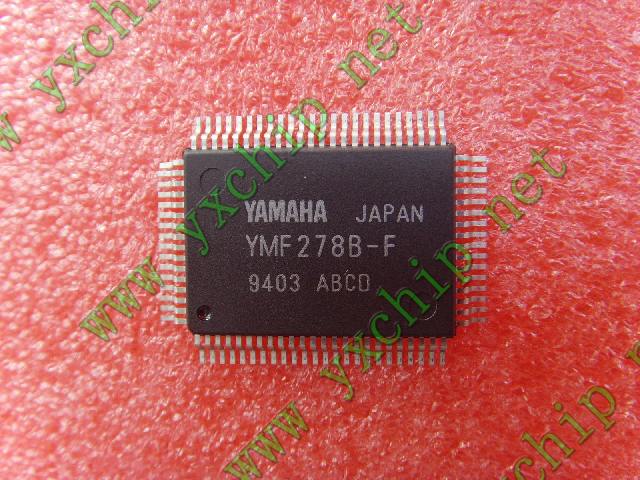 www.yxchip.net
www.yxchip.net
YAMAHA JAPAN
YMF278B-F
9403 ABCD
www.yxchip.net